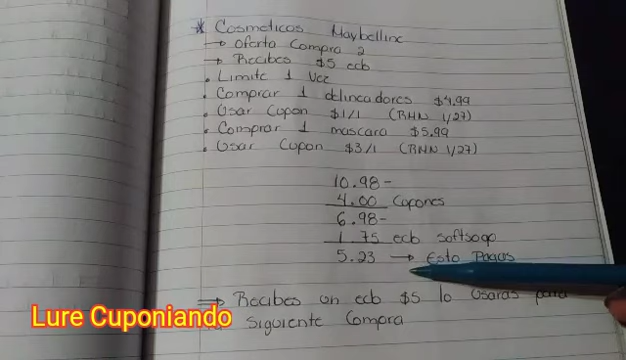 * Cosmeticos Maybelline
→ Oferta Compra 2
→ Recibes $5 ecb
• Limite 1 Vez
• Comprar 1 delineadores $4.99
• Usar Cupon $1/1 (RMN 1/27)
• Comprar 1 mascara $5.99
• Usar Cupon $3/1 (RMN 1/27)
10.98-
4.00 Cupones
6.98-
1.75 ecb softsoap
5.23 → Esto Pagas
⇒ Recibes un ecb $5 lo Usaras para
Siguiente Compra
Lure Cuponiando